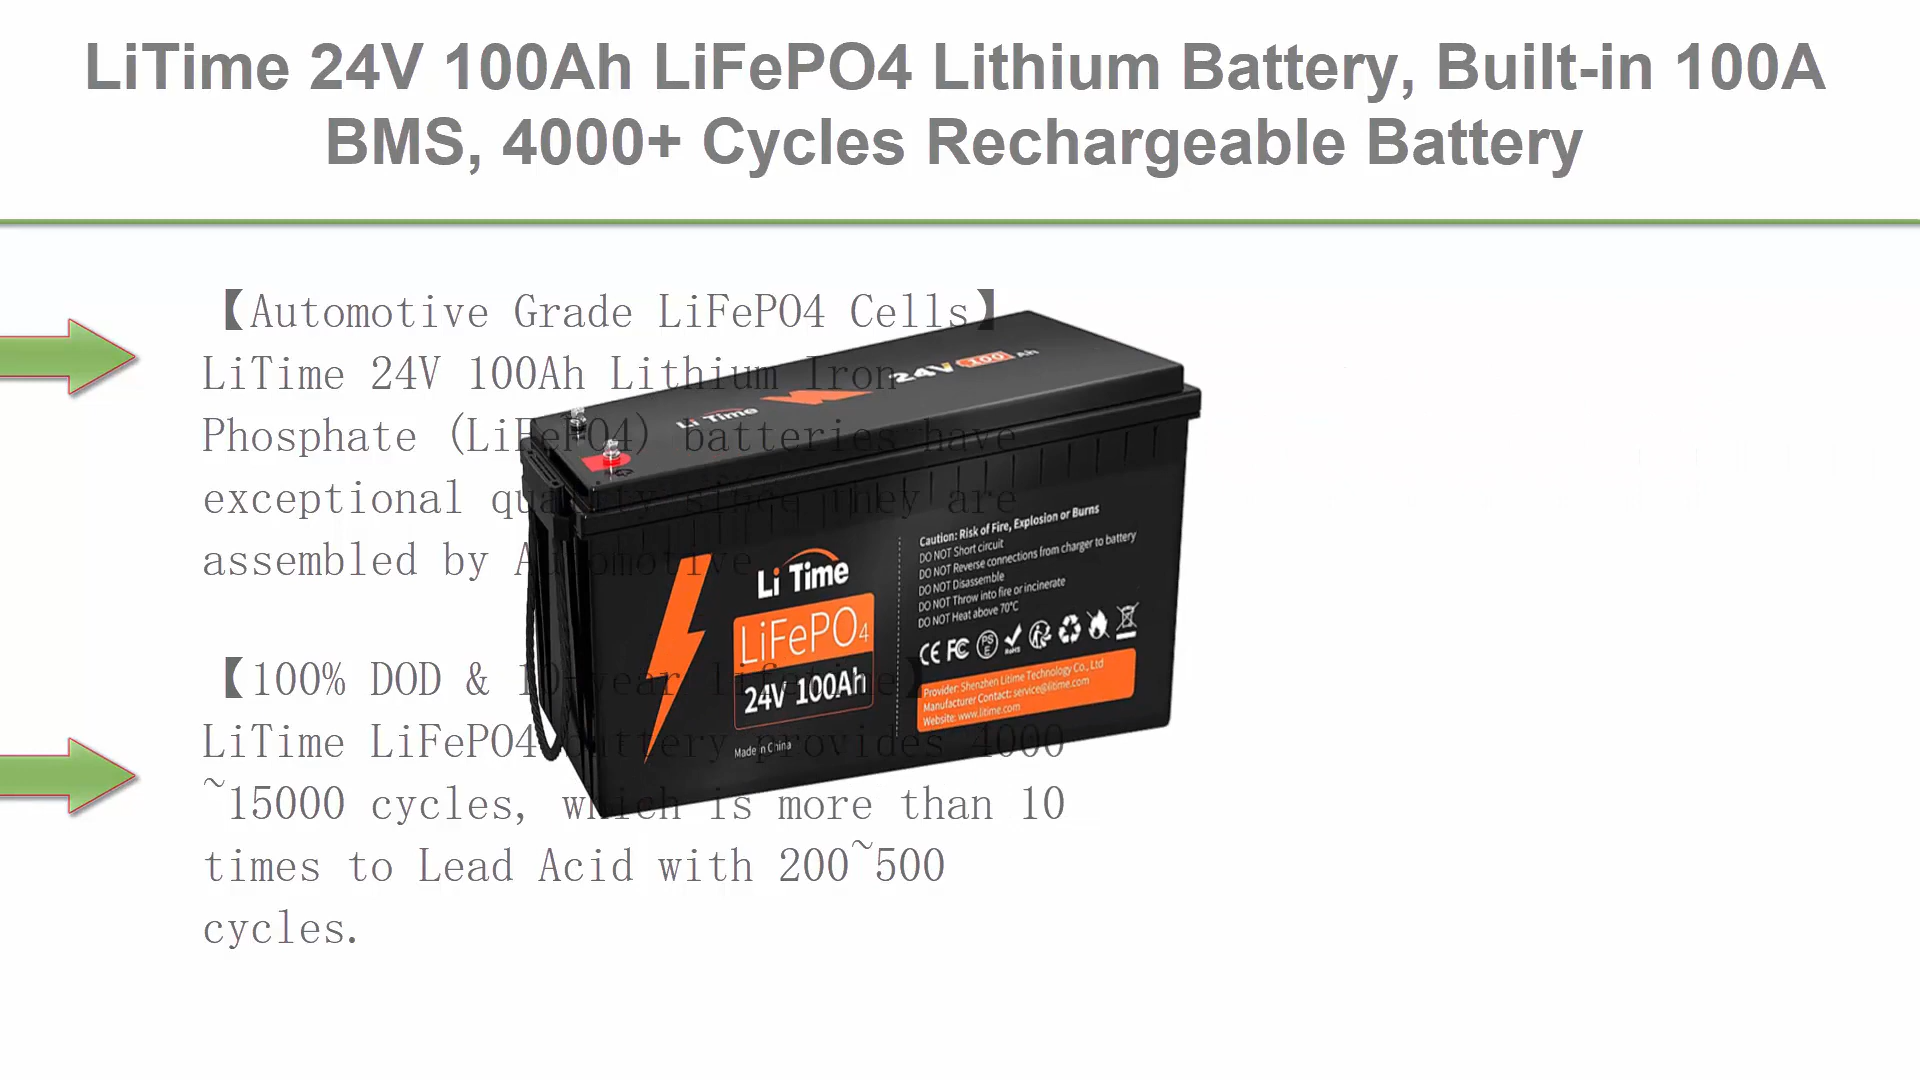 LiTime 24V 100Ah LiFePO4 Lithium Battery, Built-in 100A
BMS, 4000+ Cycles Rechargeable Battery
【Automotive Grade LiFePO4 Cells】
LiTime 24V 100Ah Lithium Iron
Phosphate (LiFePO4) batteries have
exceptional quality since they are
assembled by Automotive
【100% DOD & 10-year lifetime】
LiTime LiFePO4 battery provides 4000
~15000 cycles, which is more than 10
times to Lead Acid with 200~500
cycles.
Li Time
24V 100 Ah
Li Time
LiFePO4
24V 100Ah
Made in China
Caution: Risk of Fire, Explosion or Burns
DO NOT Short circuit
DO NOT Reverse connections from charger to battery
DO NOT Disassemble
DO NOT Throw into fire or incinerate
DO NOT Heat above 70°C
CE FC PS E RoHS
Provider: Shenzhen Litime Technology Co., Ltd
Manufacturer Contact: service@litime.com
Website: www.litime.com